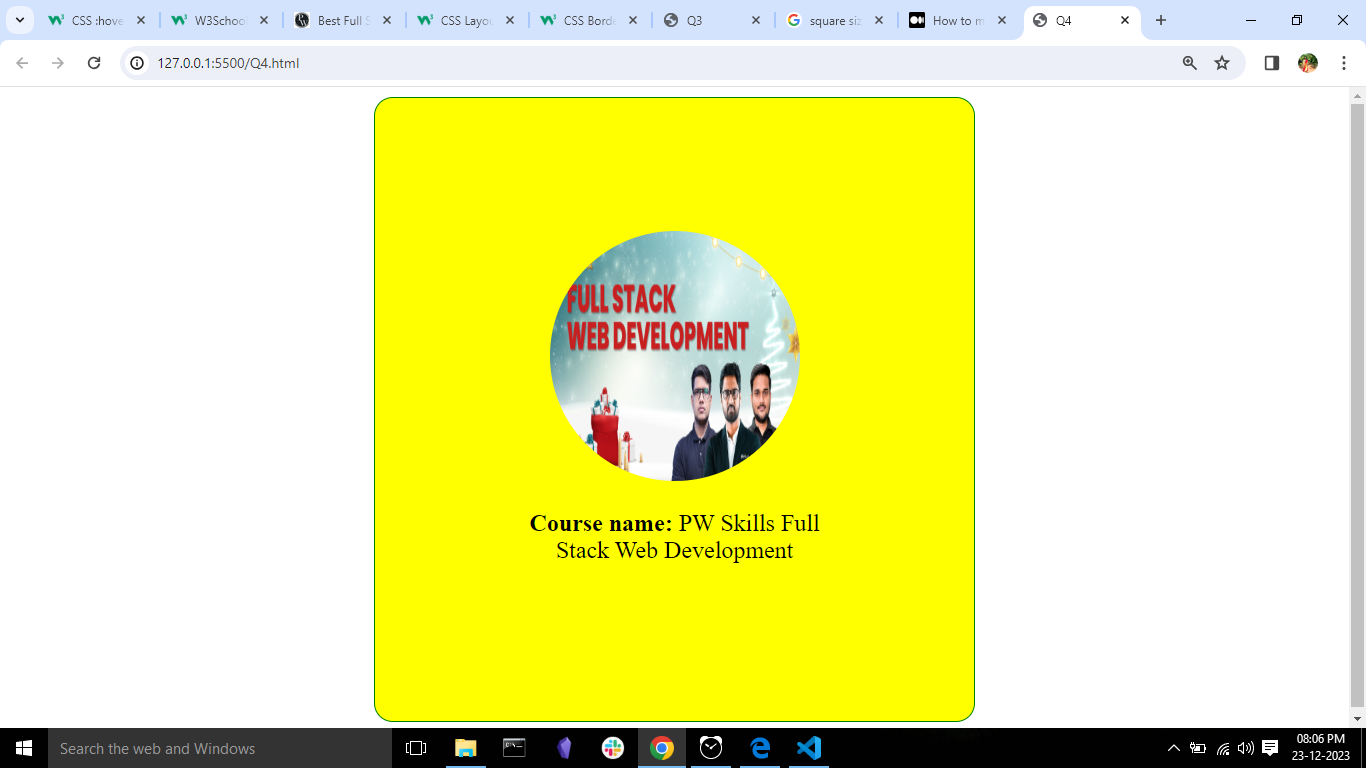 CSS :hove
W3Schoo
Best Full S
CSS Layou
CSS Borde
Q3
square siz
How to m
Q4
127.0.0.1:5500/Q4.html
FULL STACK
WEB DEVELOPMENT
Course name: PW Skills Full
Stack Web Development
Search the web and Windows
08:06 PM
23-12-2023